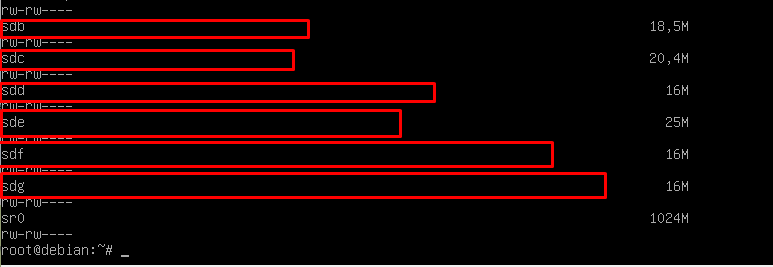 rw-rw----
sdb 18,5M
rw-rw----
sdc 20,4M
rw-rw----
sdd 16M
rw-rw----
sde 25M
rw-rw----
sdf 16M
rw-rw----
sdg 16M
rw-rw----
sr0 1024M
rw-rw----
root@debian:~# _